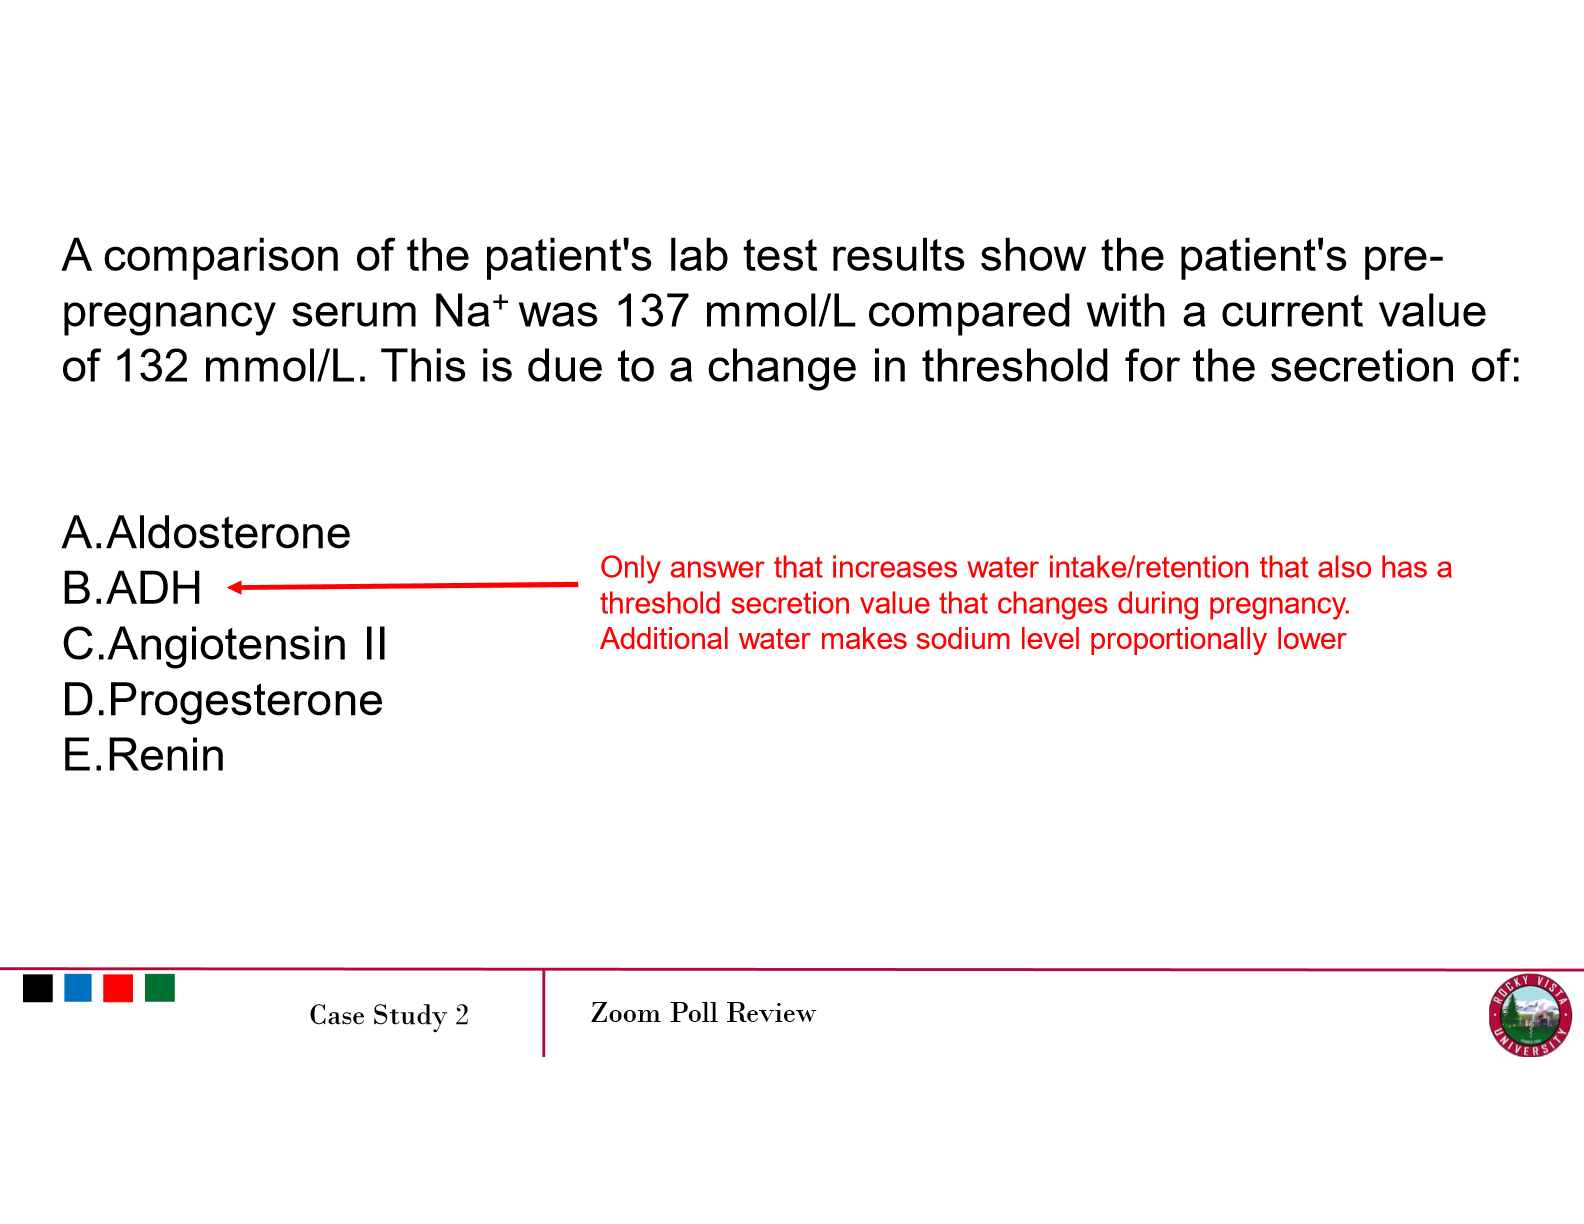 A comparison of the patient's lab test results show the patient's pre-
pregnancy serum Na⁺ was 137 mmol/L compared with a current value
of 132 mmol/L. This is due to a change in threshold for the secretion of:
A.Aldosterone
B.ADH
C.Angiotensin II
D.Progesterone
E.Renin
Only answer that increases water intake/retention that also has a
threshold secretion value that changes during pregnancy.
Additional water makes sodium level proportionally lower
Case Study 2
Zoom Poll Review
ROCKY VISTA
UNIVERSITY